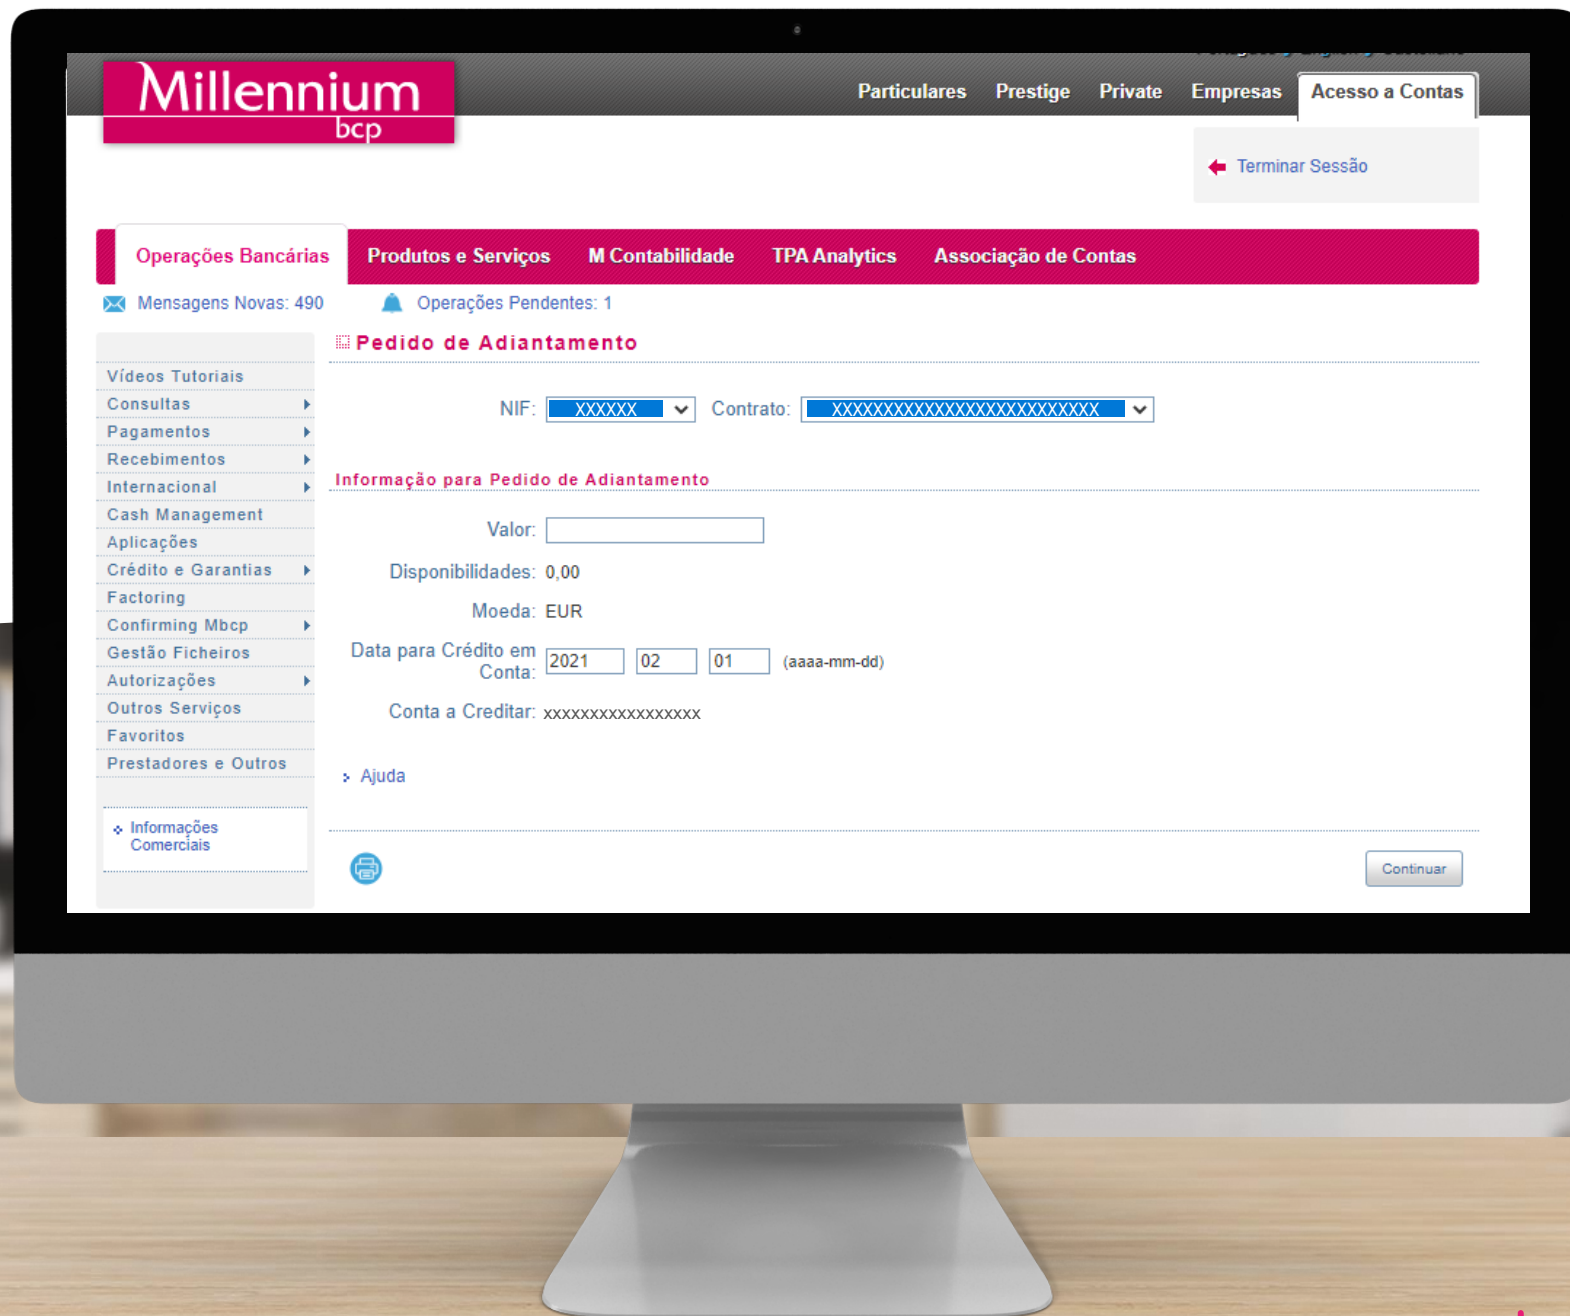 Millennium
bcp
Particulares Prestige Private Empresas Acesso a Contas
Terminar Sessão
Operações Bancárias Produtos e Serviços M Contabilidade TPA Analytics Associação de Contas
Mensagens Novas: 490 Operações Pendentes: 1
Pedido de Adiantamento
Vídeos Tutoriais
Consultas
Pagamentos
Recebimentos
Internacional
Cash Management
Aplicações
Crédito e Garantias
Factoring
Confirming Mbcp
Gestão Ficheiros
Autorizações
Outros Serviços
Favoritos
Prestadores e Outros
Informações
Comerciais
NIF: XXXXXX Contrato: XXXXXXXXXXXXXXXXXXXXXXXXXX
Informação para Pedido de Adiantamento
Valor:
Disponibilidades: 0,00
Moeda: EUR
Data para Crédito em
Conta: 2021 02 01 (aaaa-mm-dd)
Conta a Creditar: xxxxxxxxxxxxxxxxx
Ajuda
Continuar